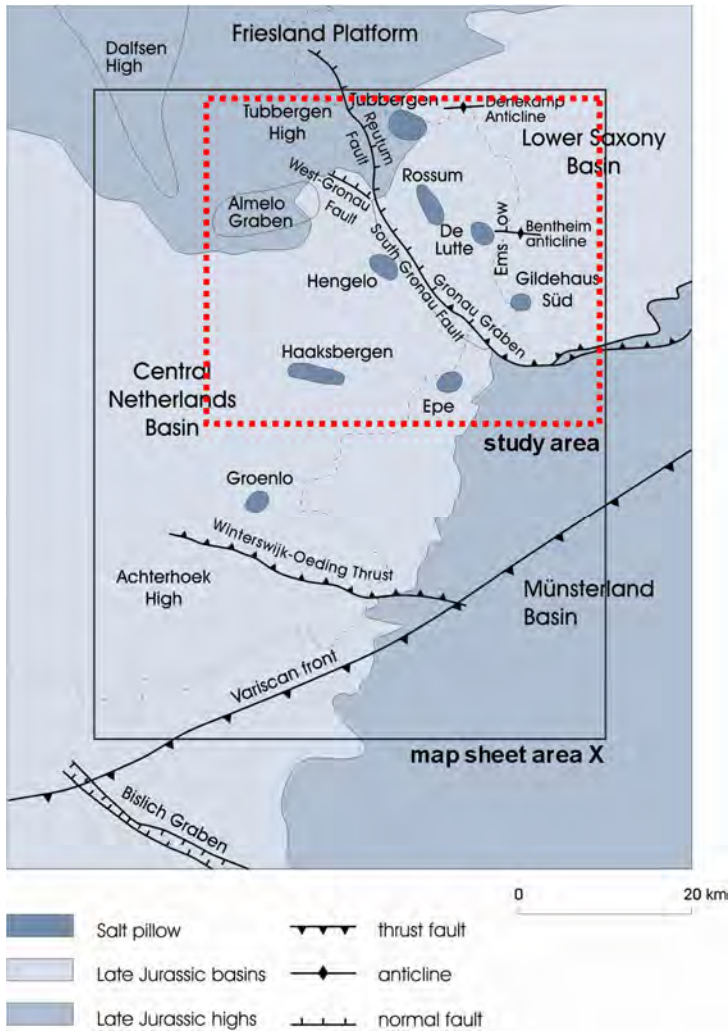 Friesland Platform
Dalfsen
High
Tubbergen
Denekamp
Anticline
Tubbergen
High
Reutum
Fault
Lower Saxony
Basin
Rossum
West-Gronau
Fault
Almelo
Graben
De
Lutte
Ems Low
Bentheim
anticline
South Gronau Fault
Gronau Graben
Hengelo
Gildehaus
Süd
Haaksbergen
Central
Netherlands
Basin
Epe
study area
Groenlo
Winterswijk-Oeding Thrust
Achterhoek
High
Münsterland
Basin
Variscan front
map sheet area X
Bislich Graben
0 20 km
Salt pillow
thrust fault
Late Jurassic basins
anticline
Late Jurassic highs
normal fault